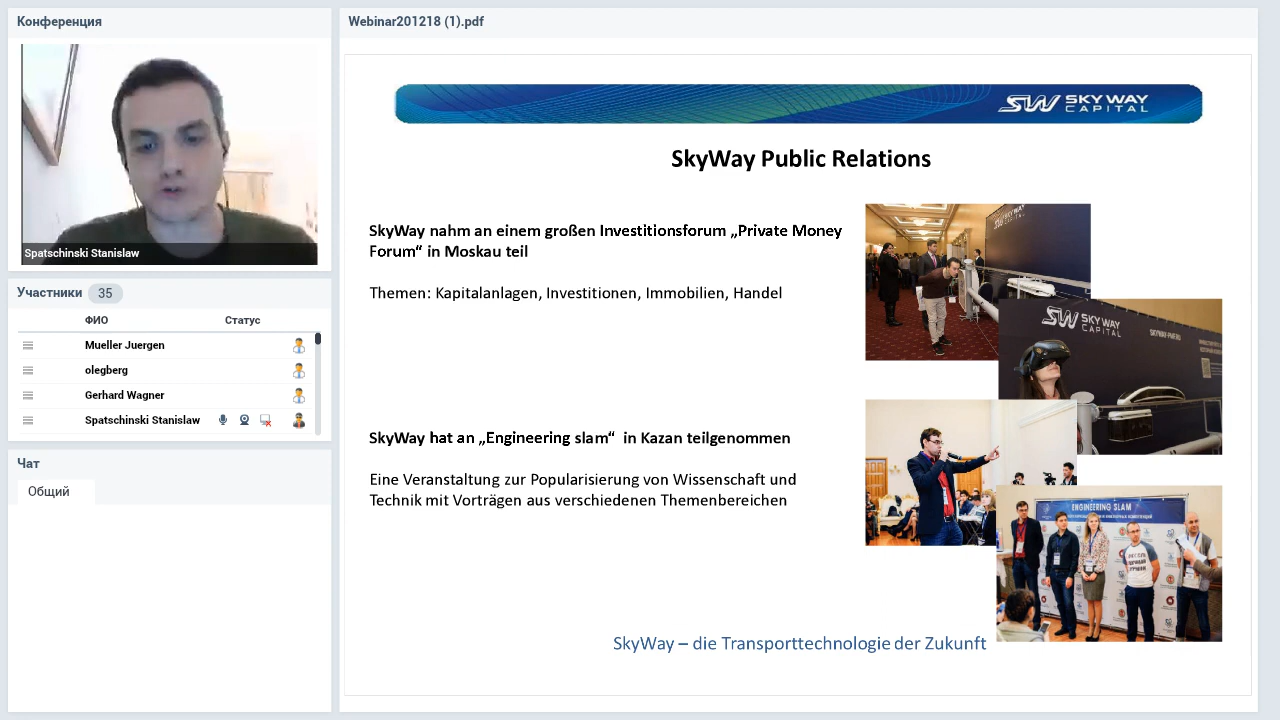 Конференция
Spatschinski Stanislaw
Участники 35
ФИО Статус
Mueller Juergen
olegberg
Gerhard Wagner
Spatschinski Stanislaw
Чат
Общий
Webinar201218 (1).pdf
SW SKY WAY
CAPITAL
SkyWay Public Relations
SkyWay nahm an einem großen Investitionsforum „Private Money
Forum“ in Moskau teil
Themen: Kapitalanlagen, Investitionen, Immobilien, Handel
SkyWay hat an „Engineering slam“ in Kazan teilgenommen
Eine Veranstaltung zur Popularisierung von Wissenschaft und
Technik mit Vorträgen aus verschiedenen Themenbereichen
SKY WAY
CAPITAL
SW SKY WAY
CAPITAL
ENGINEERING SLAM
SkyWay – die Transporttechnologie der Zukunft